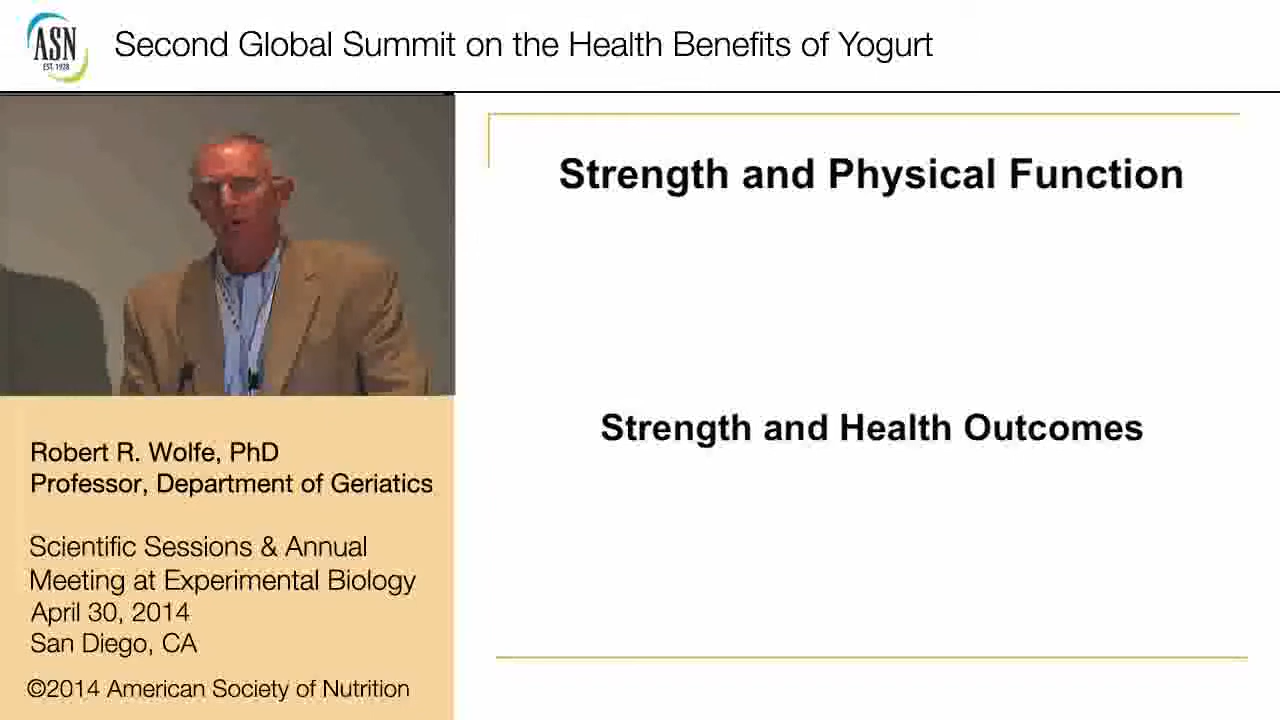 ASN
EST. 1928
Second Global Summit on the Health Benefits of Yogurt
Strength and Physical Function
Strength and Health Outcomes
Robert R. Wolfe, PhD
Professor, Department of Geriatics
Scientific Sessions & Annual
Meeting at Experimental Biology
April 30, 2014
San Diego, CA
©2014 American Society of Nutrition